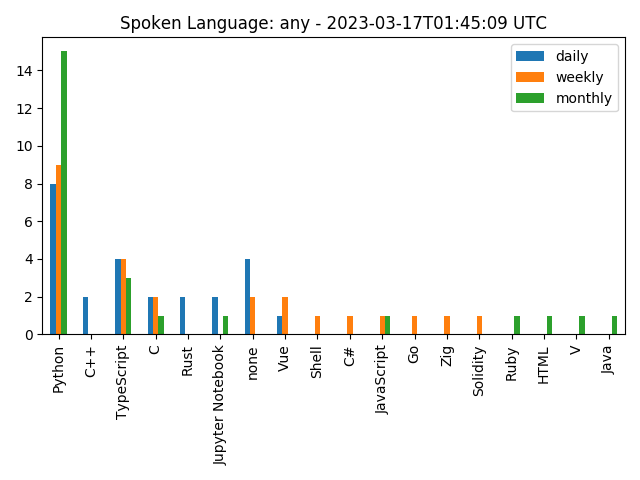 Spoken Language: any - 2023-03-17T01:45:09 UTC
daily
weekly
monthly
14
12
10
8
6
4
2
0
Python
C++
TypeScript
C
Rust
Jupyter Notebook
none
Vue
Shell
C#
JavaScript
Go
Zig
Solidity
Ruby
HTML
V
Java